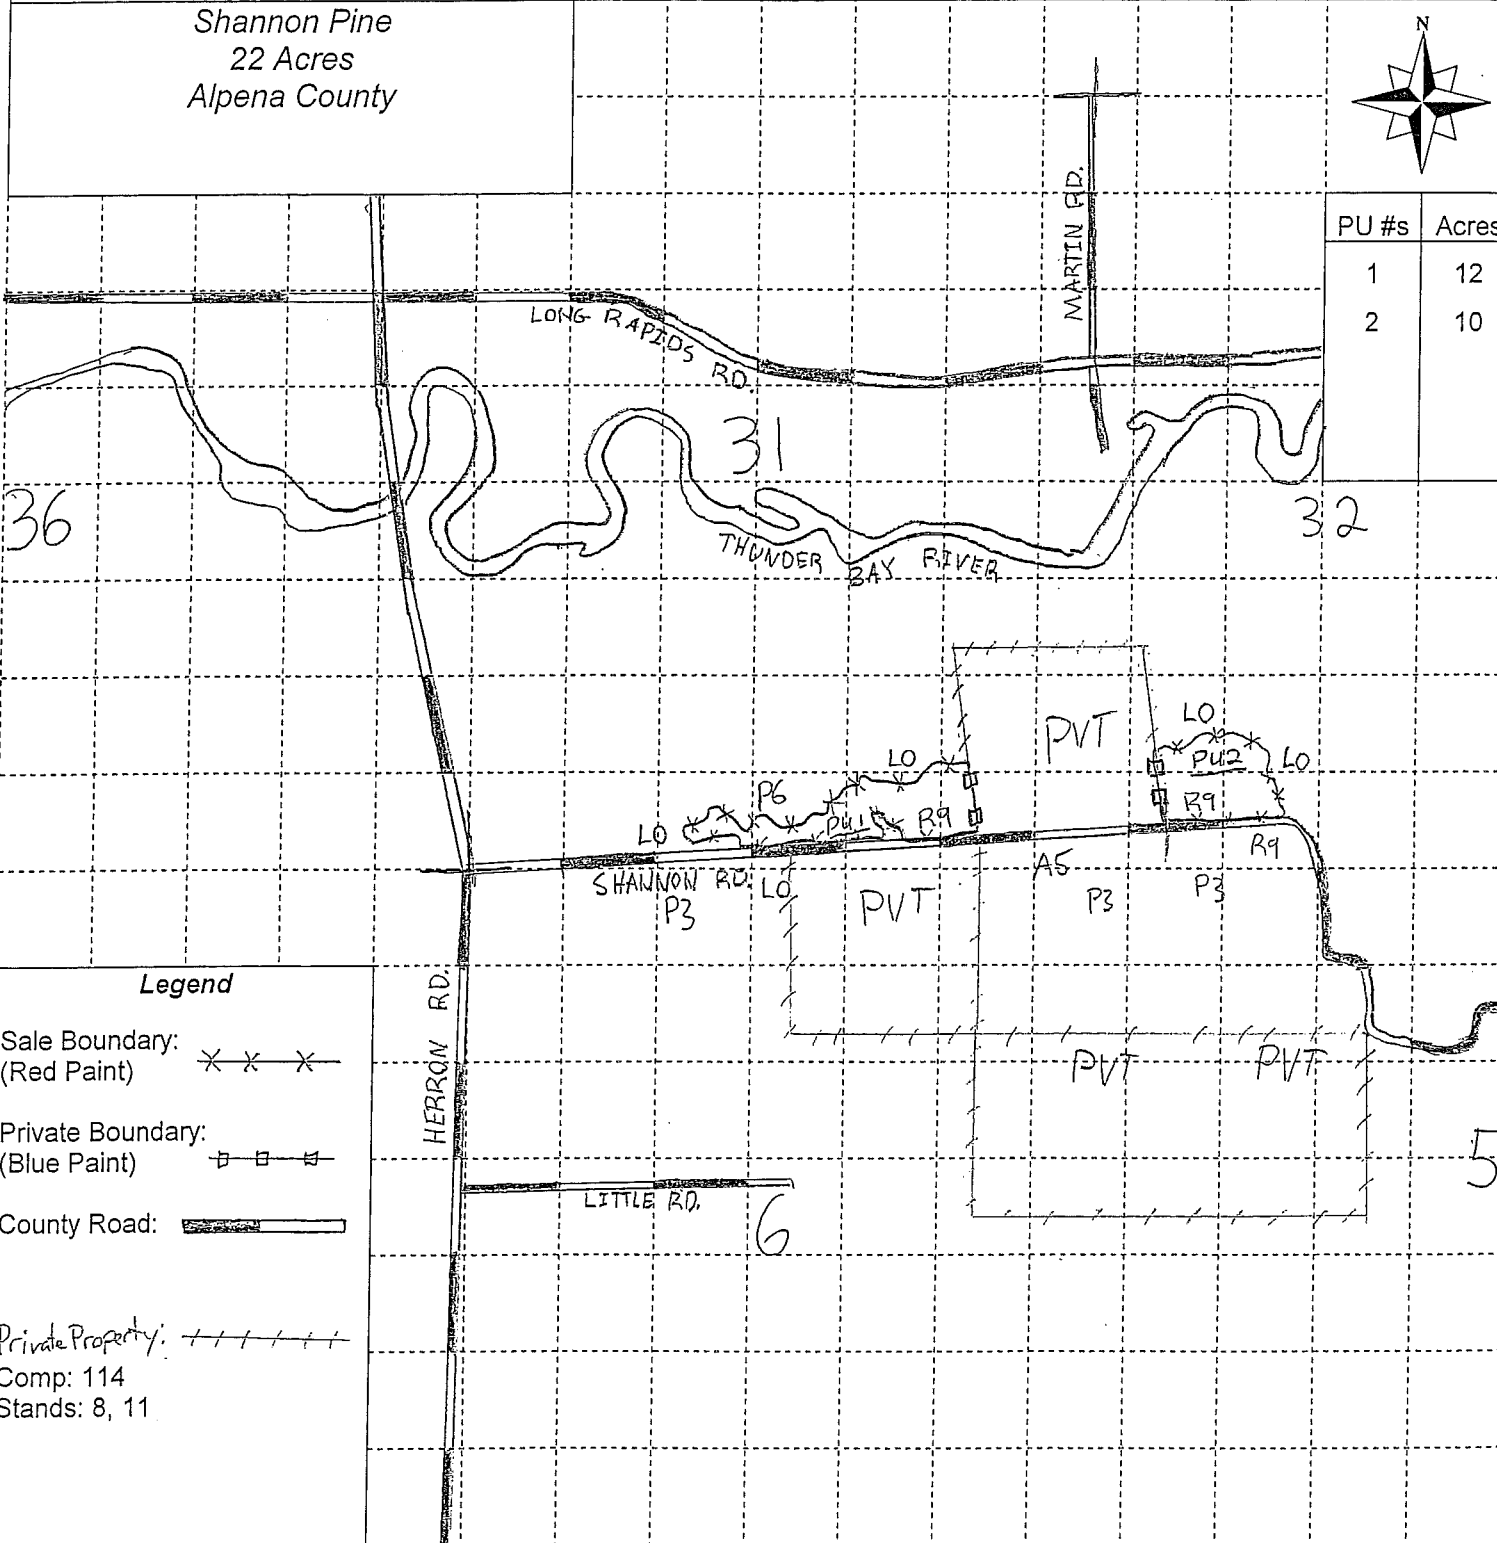 Shannon Pine
22 Acres
Alpena County
N
PU #s Acres
1 12
2 10
MARTIN RD.
LONG RAPIDS RD.
31
36
32
THUNDER BAY RIVER
PVT
LO
PU2
LO
R9
LO
P6
PU1
R9
LO
R9
SHANNON RD.
LO
P3
PVT
A5
P3
P3
Legend
Sale Boundary:
(Red Paint)
Private Boundary:
(Blue Paint)
County Road:
Private Property:
Comp: 114
Stands: 8, 11
HERRON RD.
PVT
PVT
5
LITTLE RD.
6